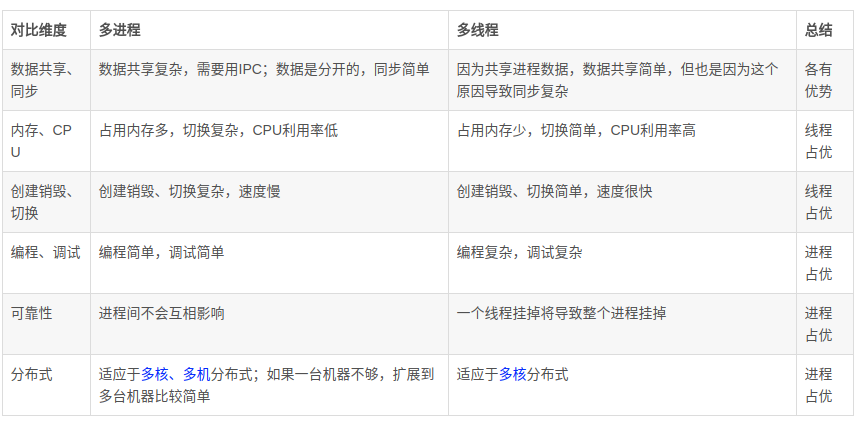 对比维度 多进程 多线程 总结
数据共享、 数据共享复杂，需要用IPC；数据是分开的，同步简单 因为共享进程数据，数据共享简单，但也是因为这个 各有
同步 原因导致同步复杂 优势
内存、CP 占用内存多，切换复杂，CPU利用率低 占用内存少，切换简单，CPU利用率高 线程
U 占优
创建销毁、 创建销毁、切换复杂，速度慢 创建销毁、切换简单，速度很快 线程
切换 占优
编程、调试 编程简单，调试简单 编程复杂，调试复杂 进程
占优
可靠性 进程间不会互相影响 一个线程挂掉将导致整个进程挂掉 进程
占优
分布式 适应于多核、多机分布式；如果一台机器不够，扩展到 适应于多核分布式 进程
多台机器比较简单 占优